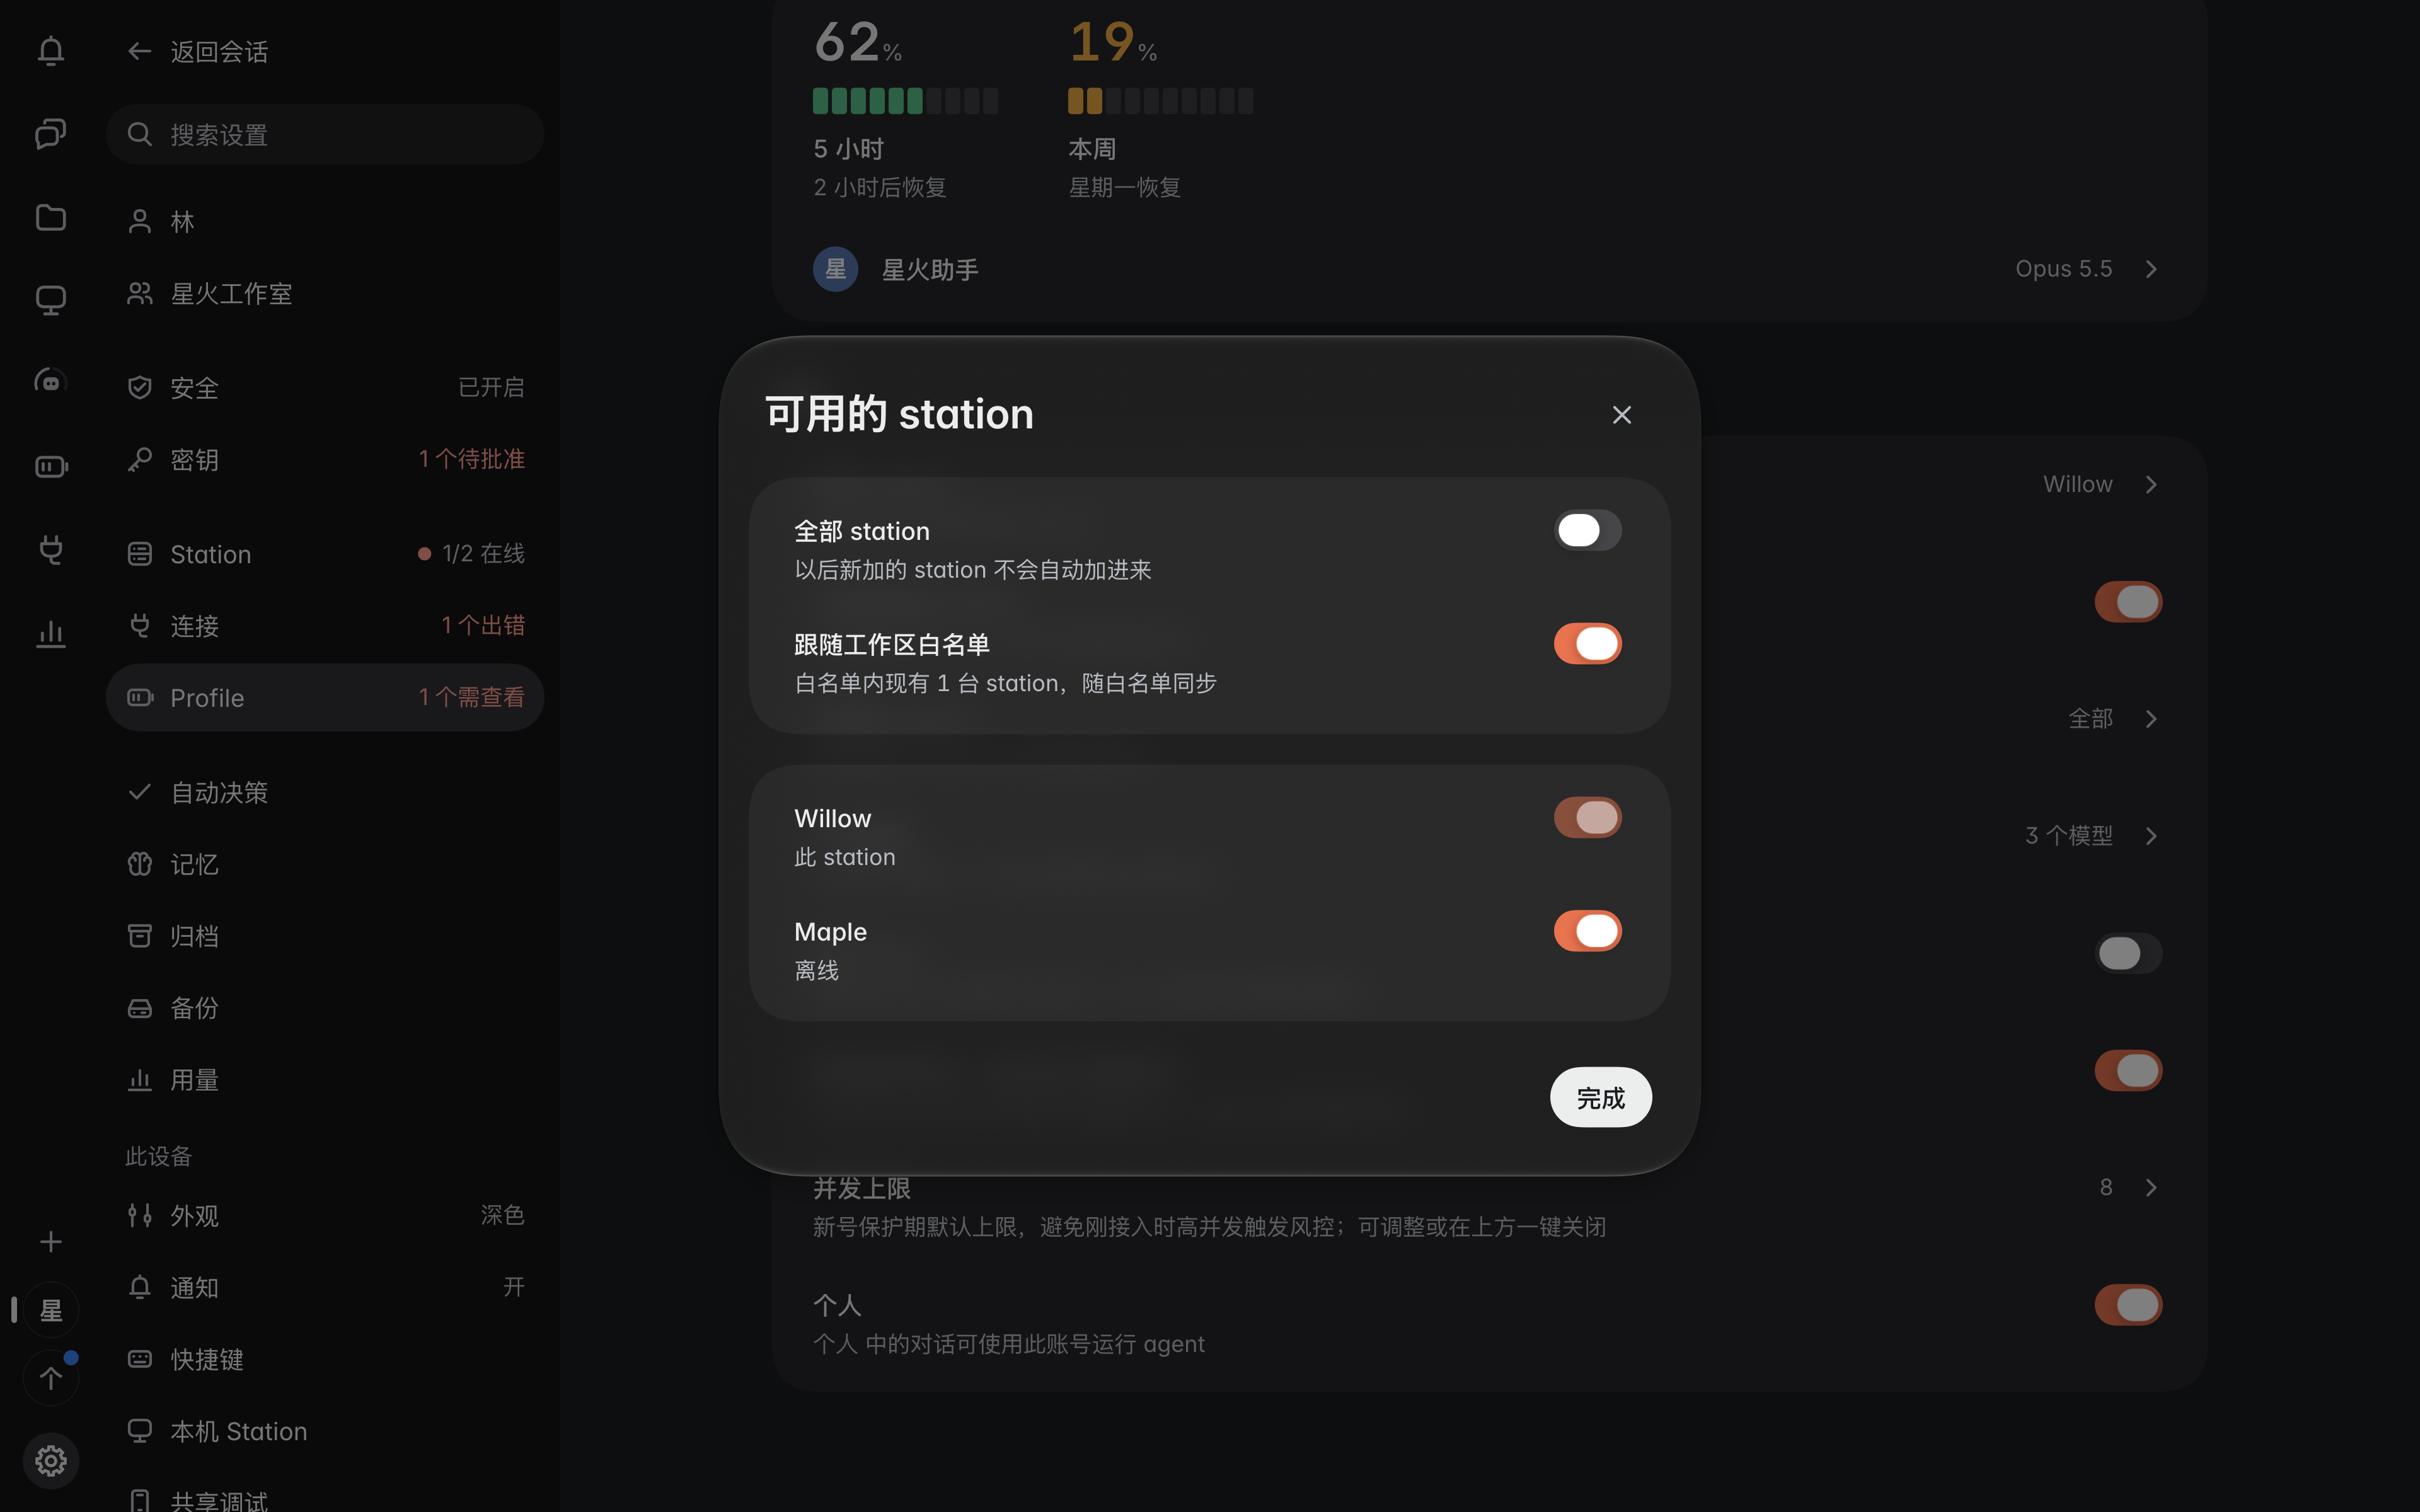 返回会话
搜索设置
林
星火工作室
安全
已开启
密钥
1 个待批准
Station
1/2 在线
连接
1 个出错
Profile
1 个需查看
自动决策
记忆
归档
备份
用量
此设备
外观
深色
通知
开
快捷键
本机 Station
共享调试
星
个
62%
5 小时
2 小时后恢复
19%
本周
星期一恢复
星
星火助手
Opus 5.5
Willow
全部
3 个模型
可用的 station
全部 station
以后新加的 station 不会自动加进来
跟随工作区白名单
白名单内现有 1 台 station，随白名单同步
Willow
此 station
Maple
离线
完成
并发上限
8
新号保护期默认上限，避免刚接入时高并发触发风控；可调整或在上方一键关闭
个人
个人 中的对话可使用此账号运行 agent